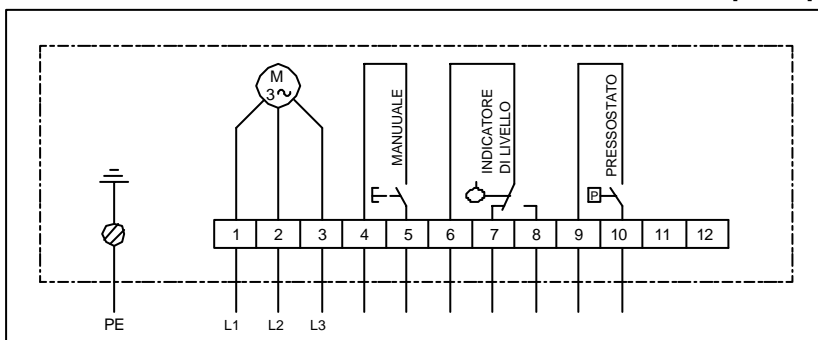 M
3~
MANUUALE
INDICATORE
DI LIVELLO
PRESSOSTATO
P
1 2 3 4 5 6 7 8 9 10 11 12
PE L1 L2 L3